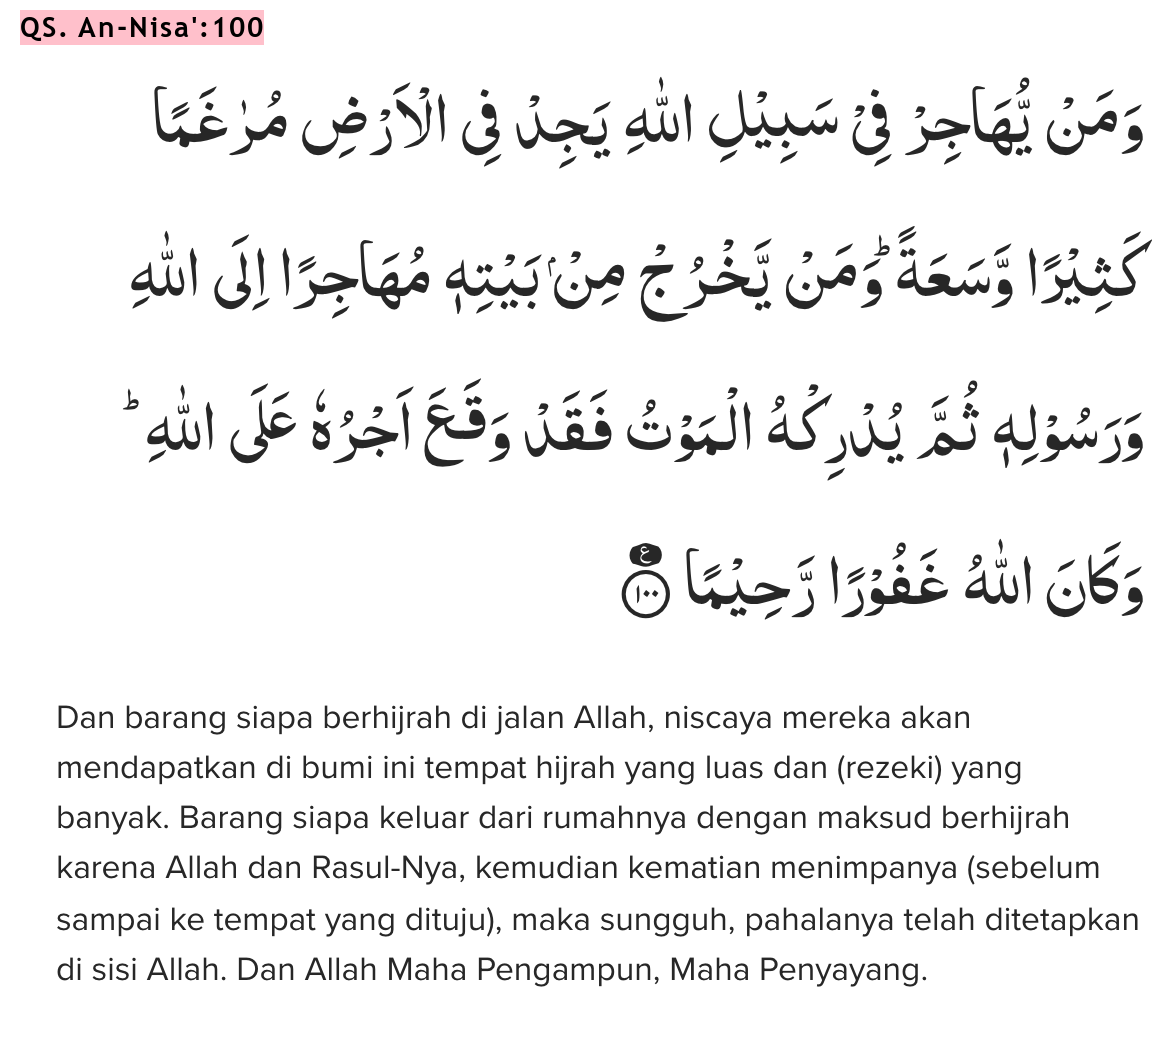 QS. An-Nisa':100
وَمَنْ يُّهَاجِرْ فِيْ سَبِيْلِ اللّٰهِ يَجِدْ فِى الْاَرْضِ مُرٰغَمًا
كَثِيْرًا وَّسَعَةً ۗوَمَنْ يَّخْرُجْ مِنْۢ بَيْتِهٖ مُهَاجِرًا اِلَى اللّٰهِ
وَرَسُوْلِهٖ ثُمَّ يُدْرِكْهُ الْمَوْتُ فَقَدْ وَقَعَ اَجْرُهٗ عَلَى اللّٰهِ ۗ
وَكَانَ اللّٰهُ غَفُوْرًا رَّحِيْمًا ࣖ ١٠٠
Dan barang siapa berhijrah di jalan Allah, niscaya mereka akan
mendapatkan di bumi ini tempat hijrah yang luas dan (rezeki) yang
banyak. Barang siapa keluar dari rumahnya dengan maksud berhijrah
karena Allah dan Rasul-Nya, kemudian kematian menimpanya (sebelum
sampai ke tempat yang dituju), maka sungguh, pahalanya telah ditetapkan
di sisi Allah. Dan Allah Maha Pengampun, Maha Penyayang.